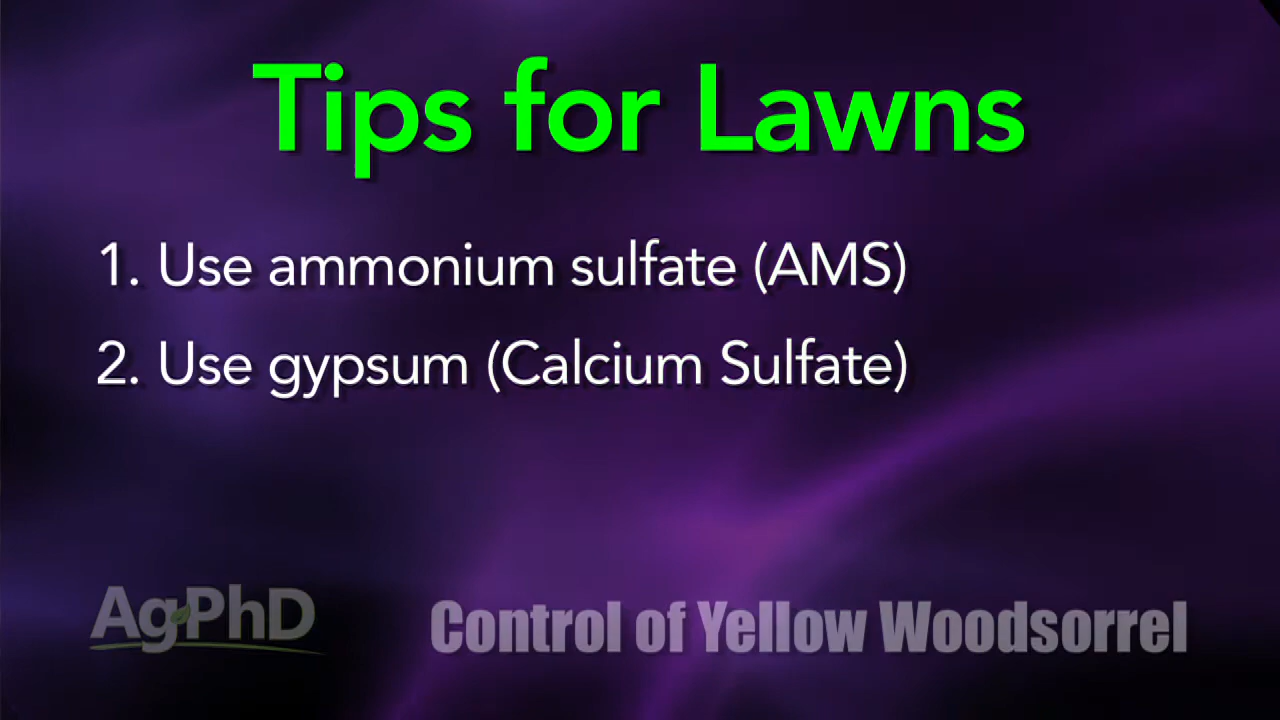 Tips for Lawns
1. Use ammonium sulfate (AMS)
2. Use gypsum (Calcium Sulfate)
AgPhD
Control of Yellow Woodsorrel